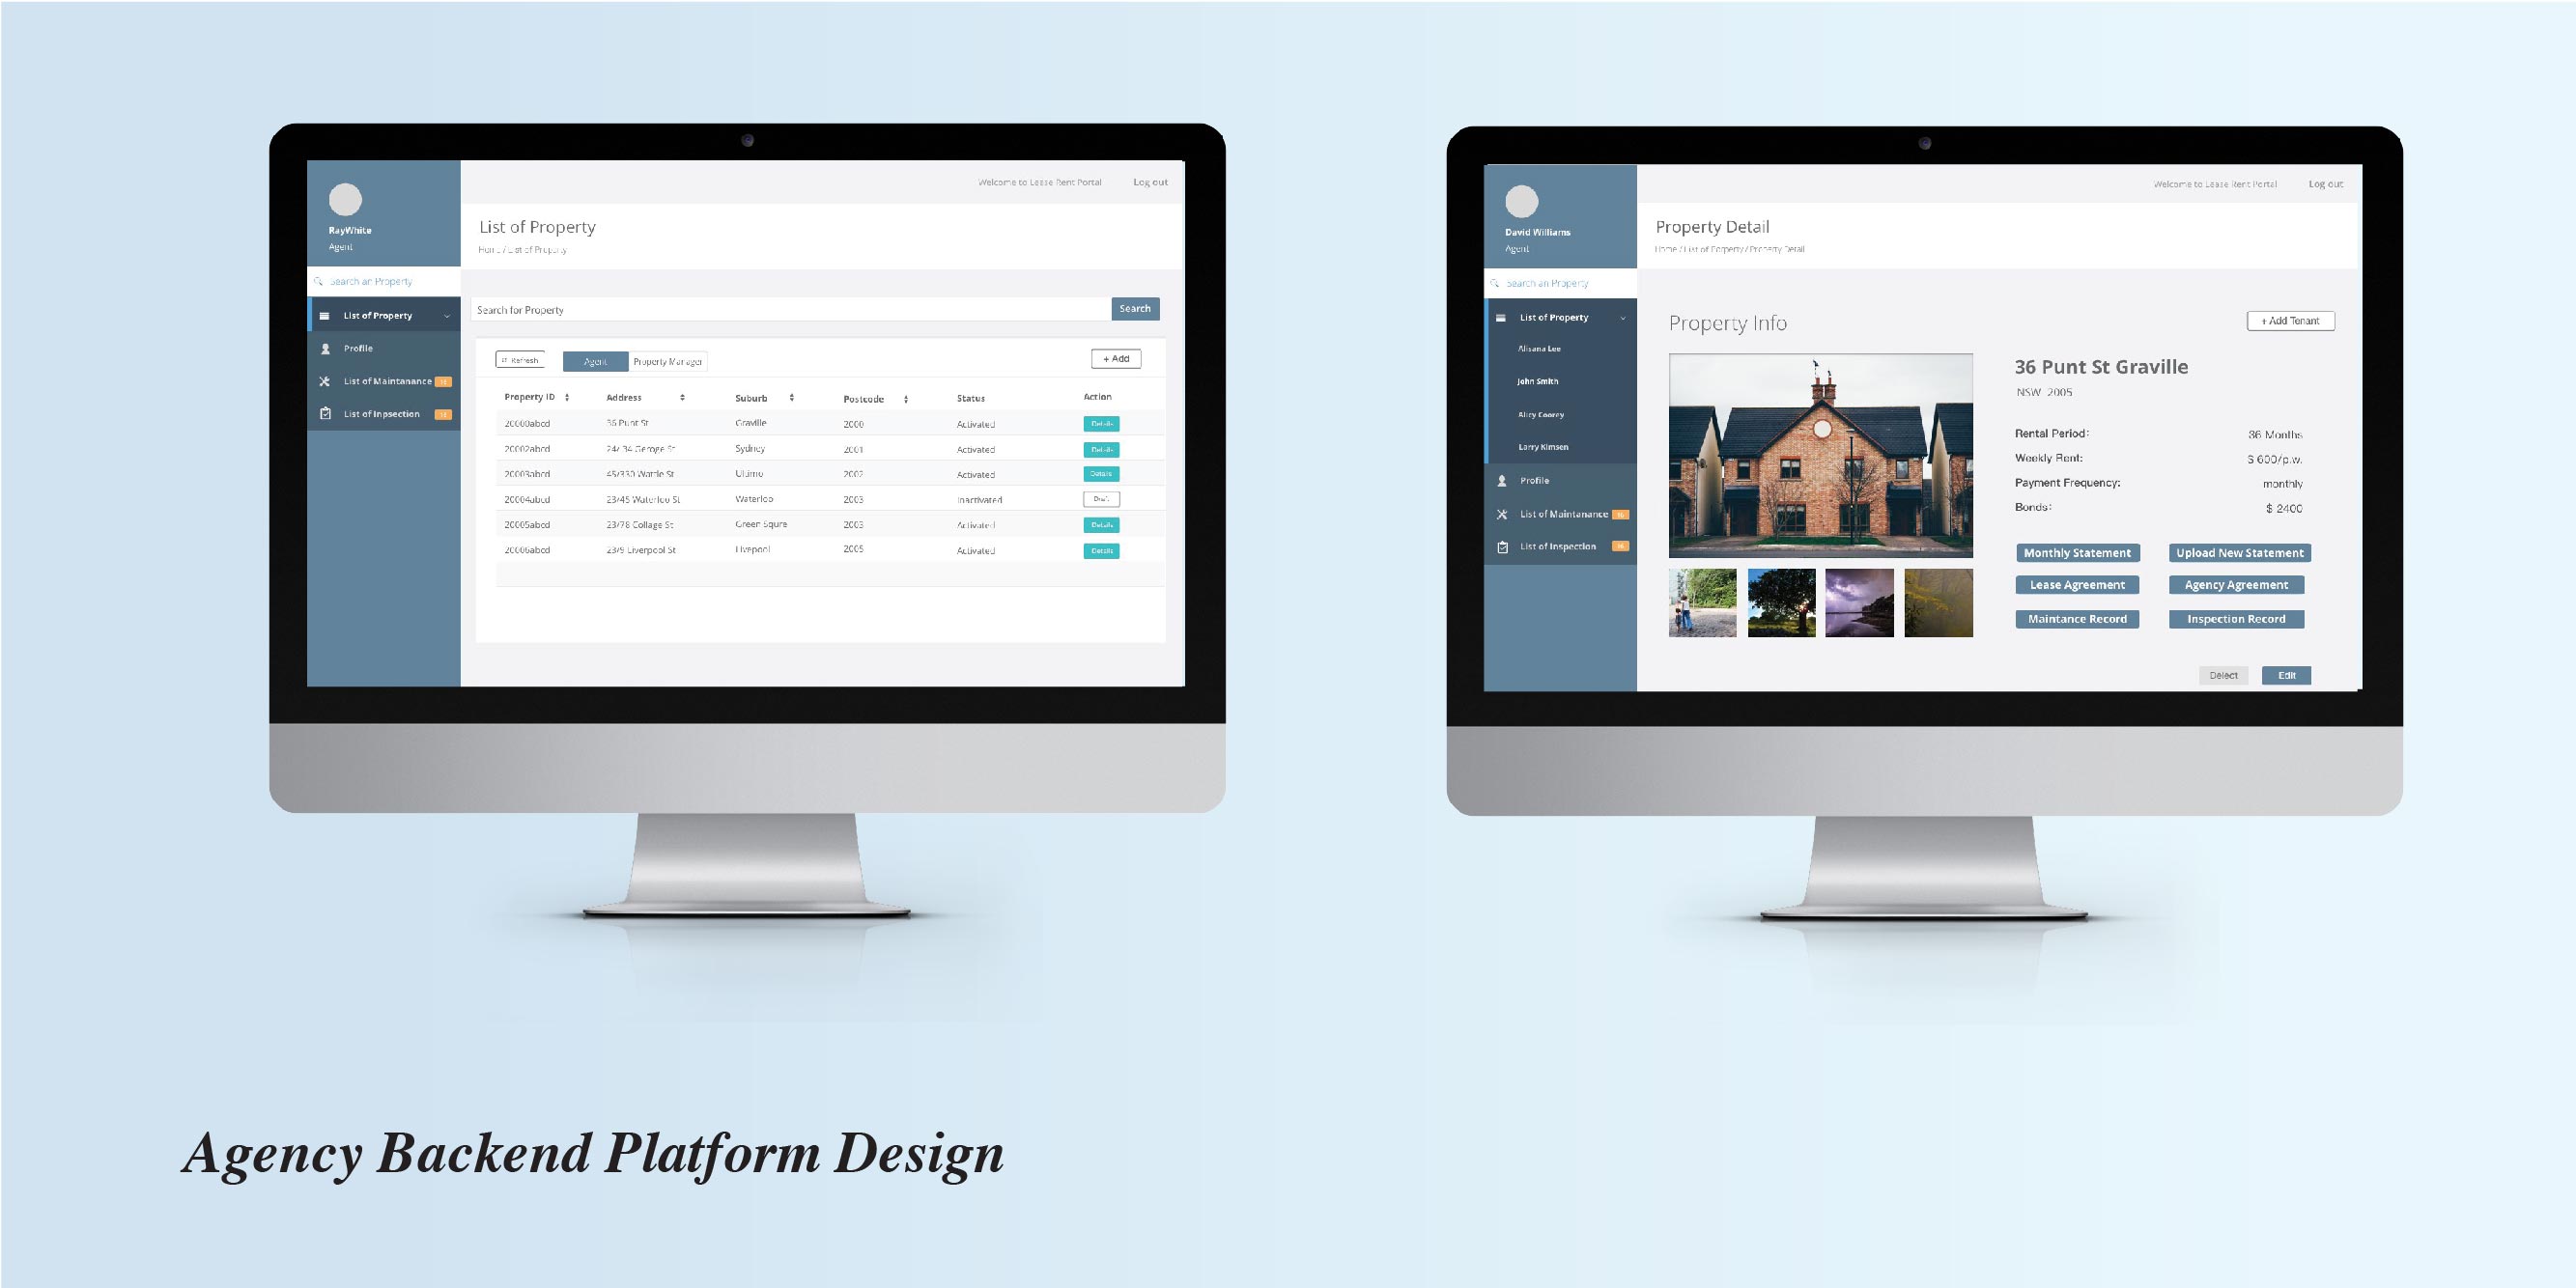 RayWhite
Agent
Search an Property
List of Property
Profile
List of Maintanance
List of Inpsection
Welcome to Lease Rent Portal Log out
List of Property
Home / List of Property
Search for Property Search
Refresh Agent Property Manager + Add
Property ID Address Suburb Postcode Status Action
20000abcd 36 Punt St Graville 2000 Activated Details
20002abcd 24/ 34 Geroge St Sydney 2001 Activated Details
20003abcd 45/330 Wattle St Ultimo 2002 Activated Details
20004abcd 23/45 Waterloo St Waterloo 2003 Inactivated Draft
20005abcd 23/78 Collage St Green Squre 2003 Activated Details
20006abcd 23/9 Liverpool St Livepool 2005 Activated Details
David Williams
Agent
Search an Property
List of Property
Alisana Lee
John Smith
Alicy Coorey
Larry Kimsen
Profile
List of Maintanance
List of Inspection
Welcome to Lease Rent Portal Log out
Property Detail
Home / List of Porperty / Property Detail
Property Info + Add Tenant
36 Punt St Graville
NSW 2005
Rental Period: 36 Months
Weekly Rent: $ 600/p.w.
Payment Frequency: monthly
Bonds: $ 2400
Monthly Statement Upload New Statement
Lease Agreement Agency Agreement
Maintance Record Inspection Record
Delect Edit
Agency Backend Platform Design